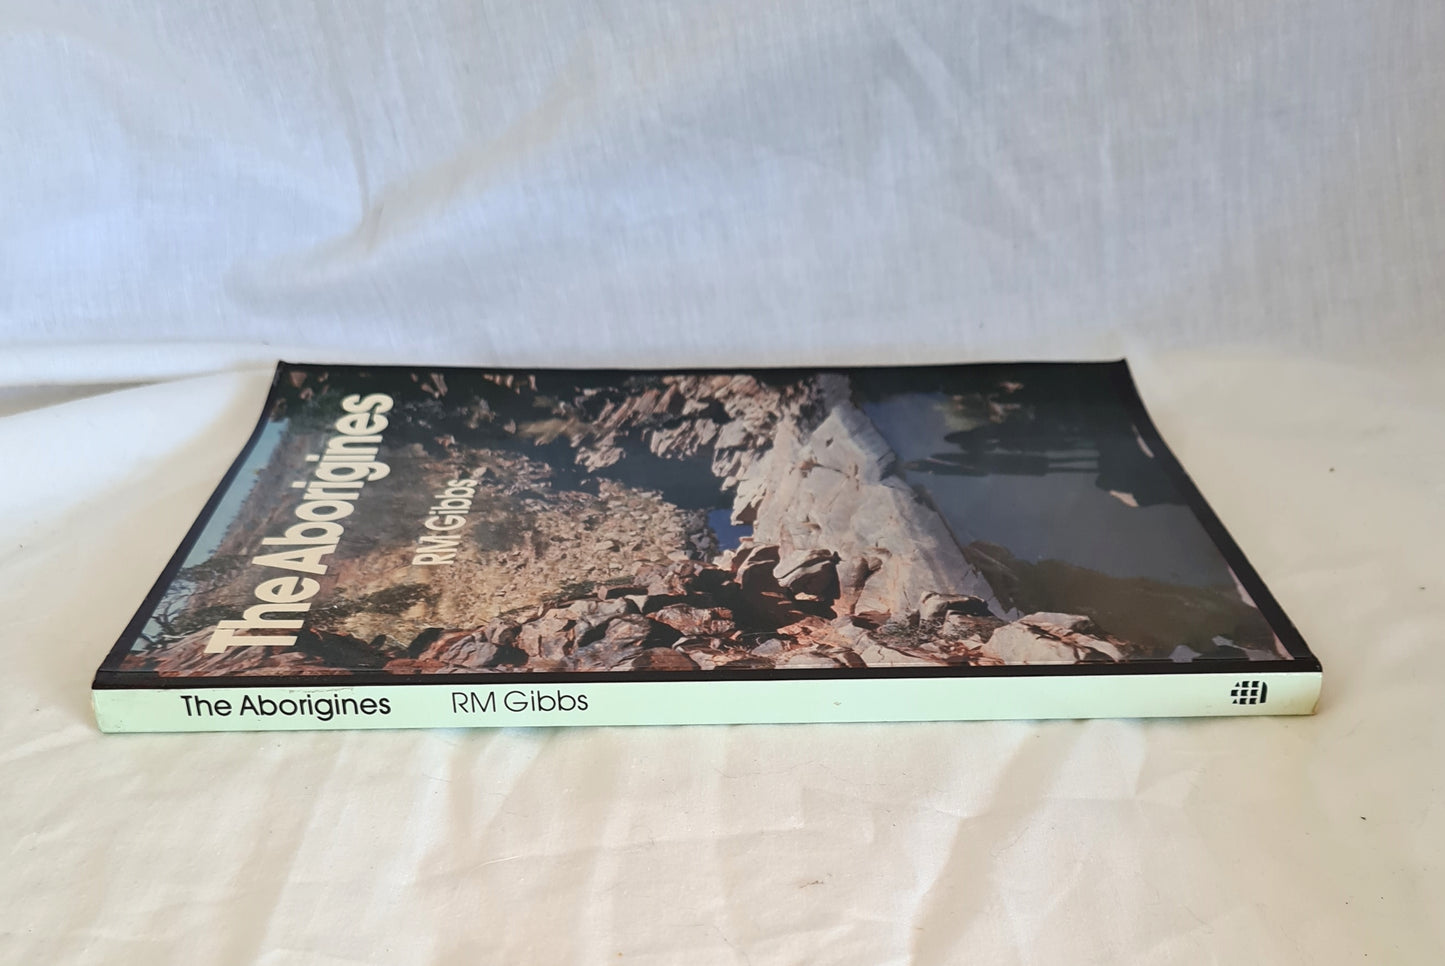 The Aborigines
RM Gibbs
The Aborigines RM Gibbs